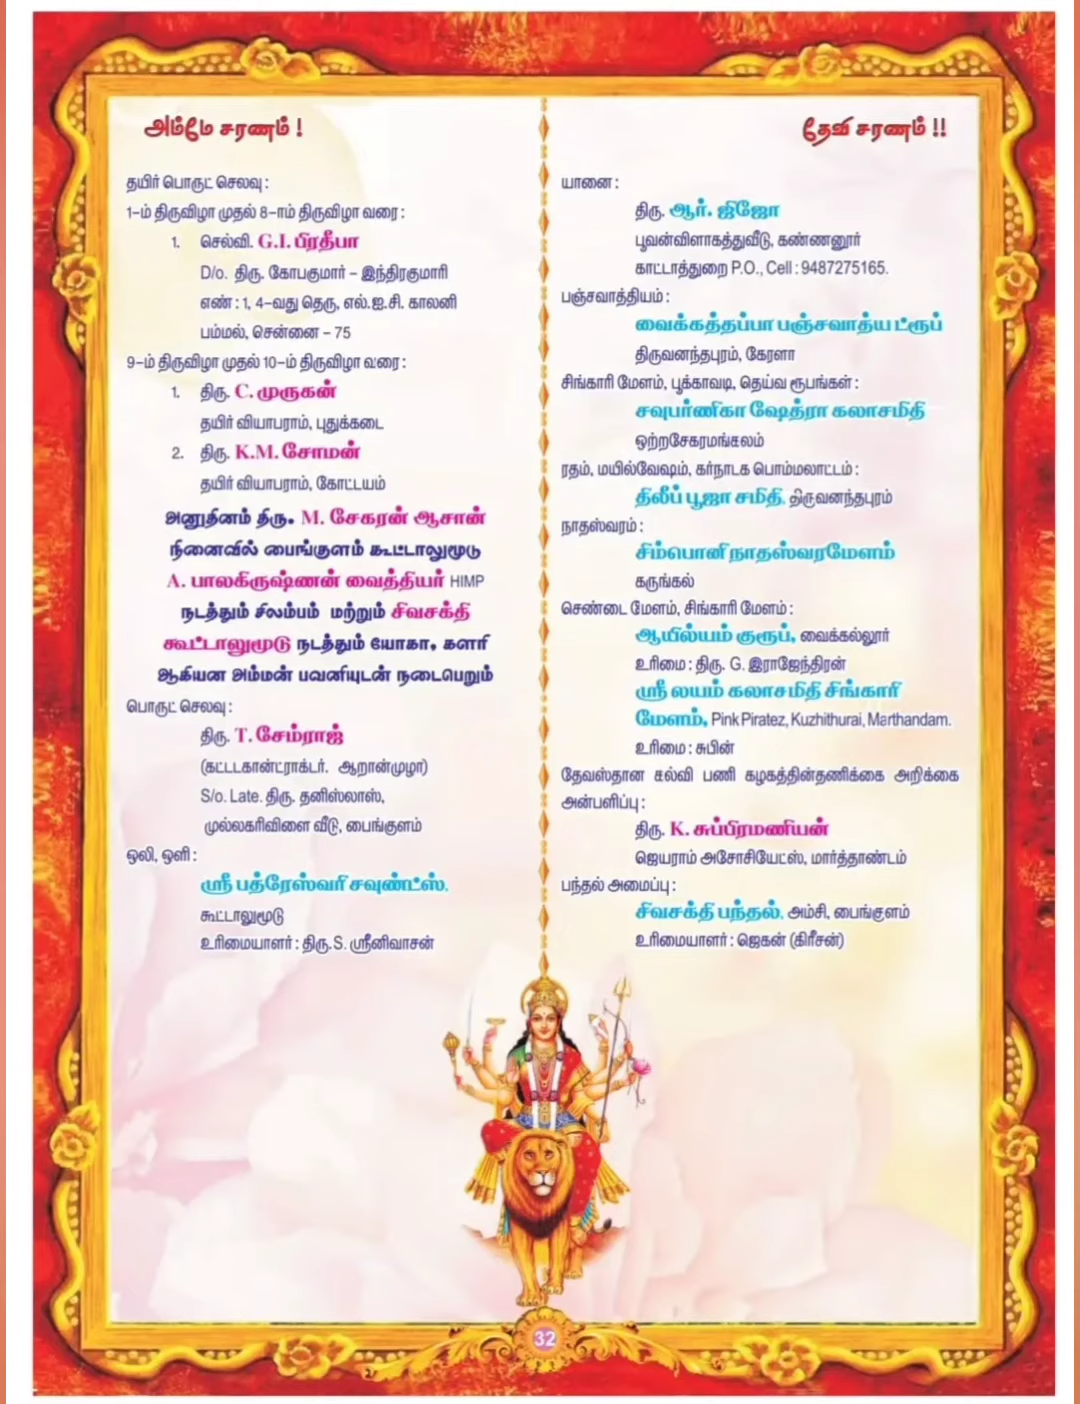 அம்மே சரணம் !
தயிர் பொருட் செலவு :
1-ம் திருவிழா முதல் 8-ாம் திருவிழா வரை :
1. செல்வி. G.I. பிரதீபா
D/o. திரு. கோபகுமார் - இந்திரகுமாரி
எண் : 1, 4-வது தெரு, எல்.ஐ.சி. காலனி
பம்மல், சென்னை - 75
9-ம் திருவிழா முதல் 10-ம் திருவிழா வரை :
1. திரு. C. முருகன்
தயிர் வியாபராம், புதுக்கடை
2. திரு. K.M. சோமன்
தயிர் வியாபராம், கோட்டயம்
அனுதினம் திரு. M. சேகரன் ஆசான்
நினைவில் பைங்குளம் கூட்டாலுமூடு
A. பாலகிருஷ்ணன் வைத்தியர் HIMP
நடத்தும் சிலம்பம் மற்றும் சிவசக்தி
கூட்டாலுமூடு நடத்தும் யோகா, களரி
ஆகியன அம்மன் பவனியுடன் நடைபெறும்
பொருட் செலவு :
திரு. T. சேம்ராஜ்
(கட்டடகான்ட்ராக்டர். ஆறான்முழா)
S/o. Late. திரு. தனிஸ்லாஸ்,
முல்லகரிவிளை வீடு, பைங்குளம்
ஒலி, ஒளி :
ஸ்ரீ பத்ரேஸ்வரி சவுண்ட்ஸ்,
கூட்டாலுமூடு
உரிமையாளர் : திரு.S. ஸ்ரீனிவாசன்
தேவி சரணம் !!
யானை :
திரு. ஆர். ஜிஜோ
பூவன்விளாகத்துவீடு, கண்ணனூர்
காட்டாத்துறை P.O., Cell : 9487275165.
பஞ்சவாத்தியம் :
வைக்கத்தப்பா பஞ்சவாத்ய ட்ரூப்
திருவனந்தபுரம், கேரளா
சிங்காரி மேளம், பூக்காவடி, தெய்வ ரூபங்கள் :
சவுபர்ணிகா ஷேத்ரா கலாசமிதி
ஒற்றசேகரமங்கலம்
ரதம், மயில்வேஷம், கர்நாடக பொம்மலாட்டம் :
திலீப் பூஜா சமிதி, திருவனந்தபுரம்
நாதஸ்வரம் :
சிம்பொனி நாதஸ்வரமேளம்
கருங்கல்
செண்டை மேளம், சிங்காரி மேளம் :
ஆயில்யம் குரூப், வைக்கல்லூர்
உரிமை : திரு. G. இராஜேந்திரன்
ஸ்ரீ லயம் கலாசமிதி சிங்காரி
மேளம், Pink Piratez, Kuzhithurai, Marthandam.
உரிமை : சுபின்
தேவஸ்தான சல்வி பணி கழகத்தின்தணிக்கை அறிக்கை
அன்பளிப்பு :
திரு. K. சுப்பிரமணியன்
ஜெயராம் அசோசியேட்ஸ், மார்த்தாண்டம்
பந்தல் அமைப்பு :
சிவசக்தி பந்தல், அம்சி, பைங்குளம்
உரிமையாளர் : ஜெகன் (கிரீசன்)
32